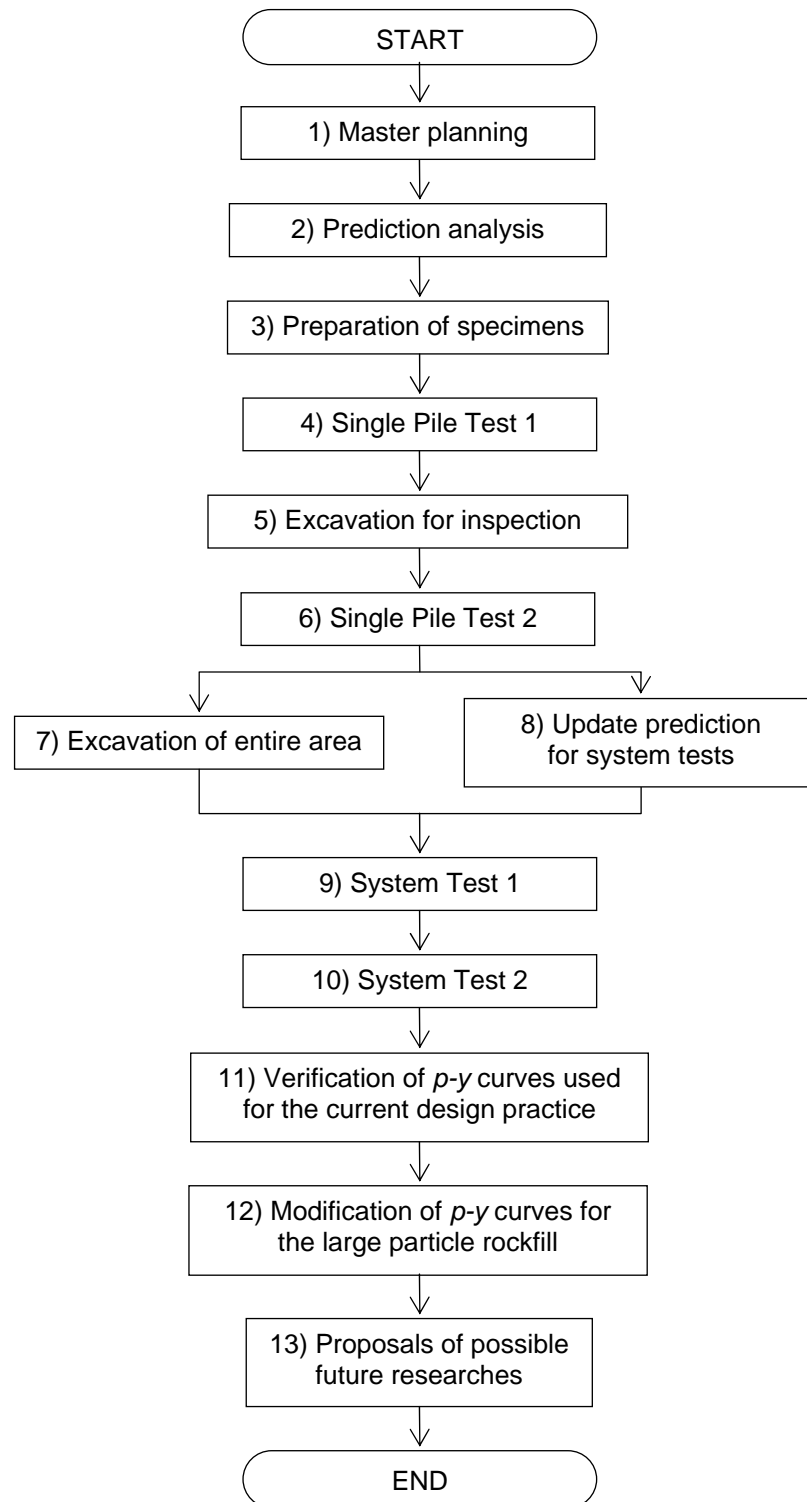 START
1) Master planning
2) Prediction analysis
3) Preparation of specimens
4) Single Pile Test 1
5) Excavation for inspection
6) Single Pile Test 2
7) Excavation of entire area
8) Update prediction
for system tests
9) System Test 1
10) System Test 2
11) Verification of p-y curves used
for the current design practice
12) Modification of p-y curves for
the large particle rockfill
13) Proposals of possible
future researches
END